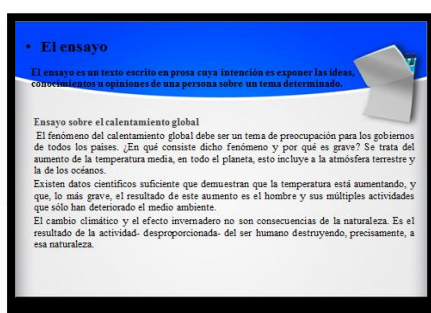 • El ensayo
El ensayo es un texto escrito en prosa cuya intención es exponer las ideas,
conocimientos u opiniones de una persona sobre un tema determinado.
Ensayo sobre el calentamiento global
El fenómeno del calentamiento global debe ser un tema de preocupación para los gobiernos
de todos los países. ¿En qué consiste dicho fenómeno y por qué es grave? Se trata del
aumento de la temperatura media, en todo el planeta, esto incluye a la atmósfera terrestre y
la de los océanos.
Existen datos científicos suficiente que demuestran que la temperatura está aumentando, y
que, lo más grave, el resultado de este aumento es el hombre y sus múltiples actividades
que sólo han deteriorado el medio ambiente.
El cambio climático y el efecto invernadero no son consecuencias de la naturaleza. Es el
resultado de la actividad- desproporcionada- del ser humano destruyendo, precisamente, a
esa naturaleza.